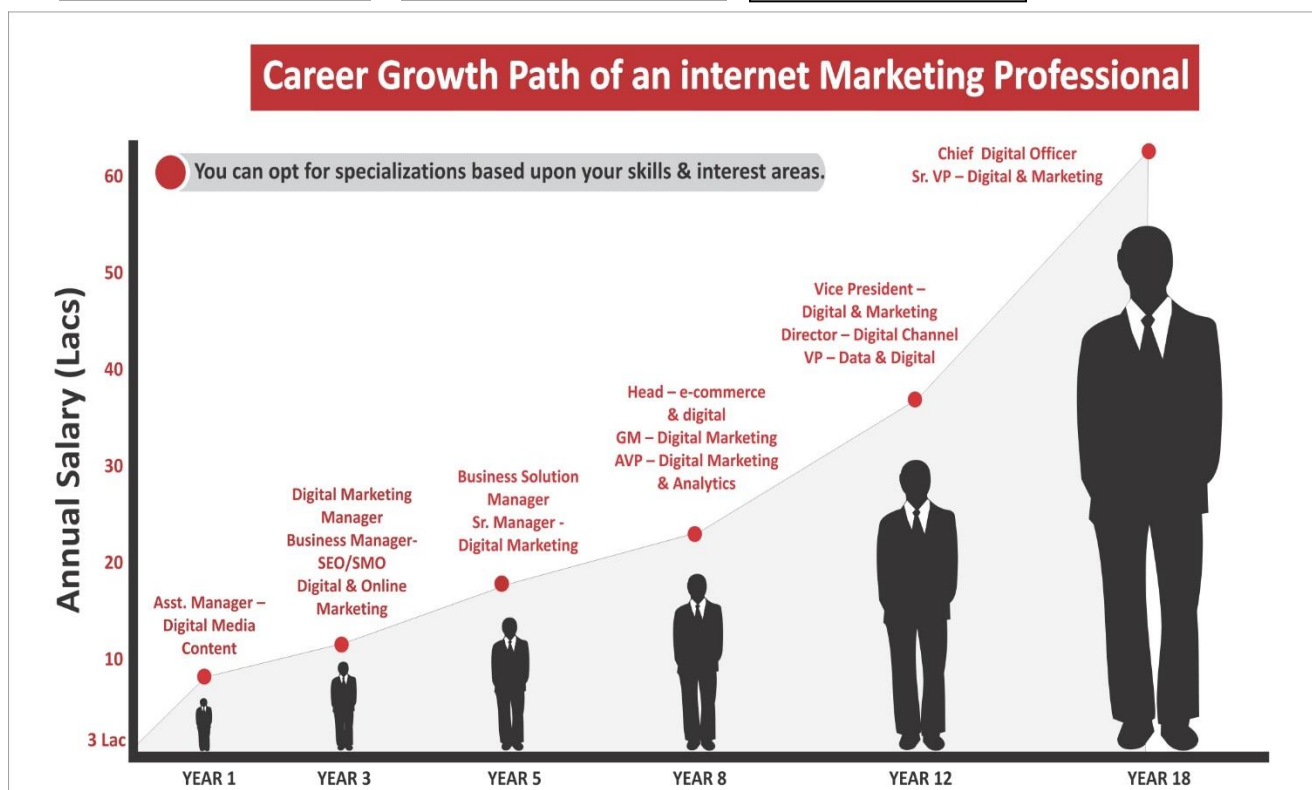 Career Growth Path of an internet Marketing Professional
You can opt for specializations based upon your skills & interest areas.
Annual Salary (Lacs)
60
50
40
30
20
10
3 Lac
Asst. Manager –
Digital Media
Content
Digital Marketing
Manager
Business Manager-
SEO/SMO
Digital & Online
Marketing
Business Solution
Manager
Sr. Manager -
Digital Marketing
Head – e-commerce
& digital
GM – Digital Marketing
AVP – Digital Marketing
& Analytics
Vice President –
Digital & Marketing
Director – Digital Channel
VP – Data & Digital
Chief Digital Officer
Sr. VP – Digital & Marketing
YEAR 1
YEAR 3
YEAR 5
YEAR 8
YEAR 12
YEAR 18